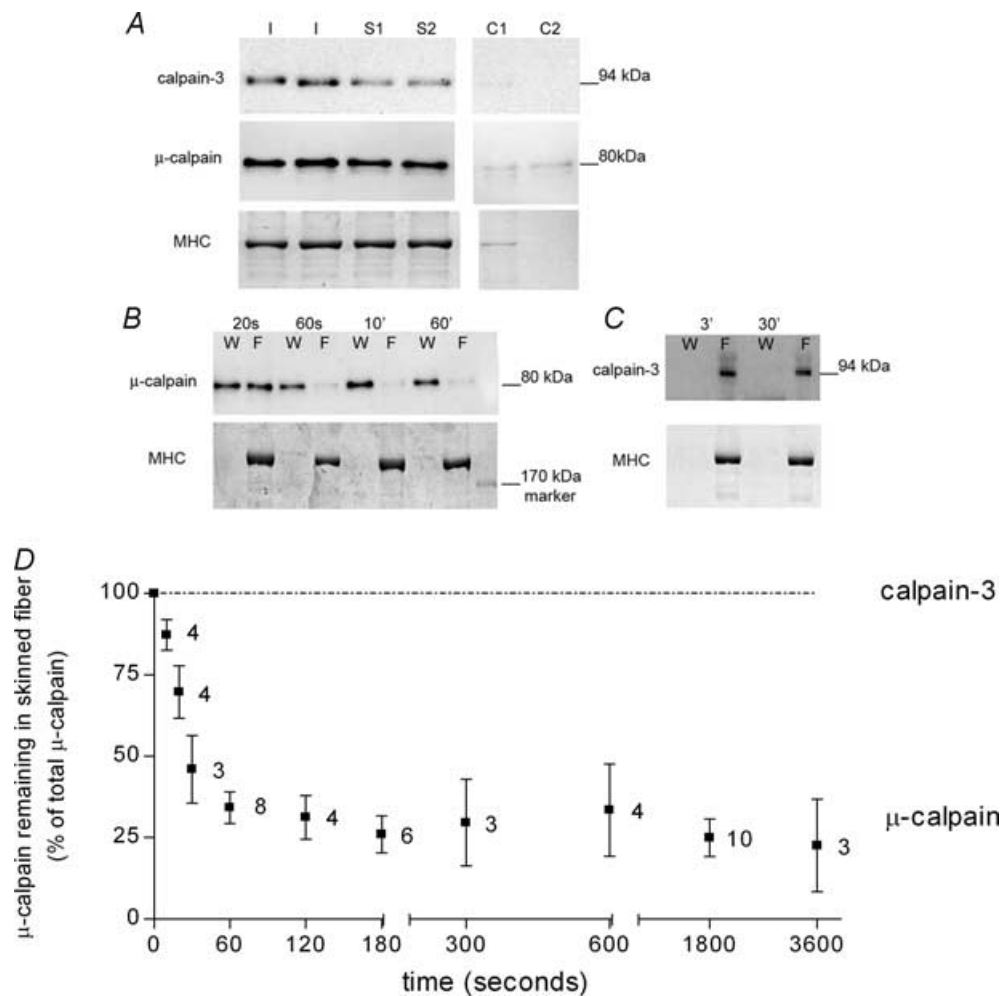 A
I I S1 S2 C1 C2
calpain-3
94 kDa
μ-calpain
80kDa
MHC
B
20s 60s 10' 60'
W F W F W F W F
μ-calpain
80 kDa
MHC
170 kDa
marker
C
3' 30'
W F W F
calpain-3
94 kDa
MHC
D
μ-calpain remaining in skinned fiber
(% of total μ-calpain)
100
75
50
25
0
4
4
3
8
4
6
3
4
10
3
calpain-3
μ-calpain
0 60 120 180 300 600 1800 3600
time (seconds)